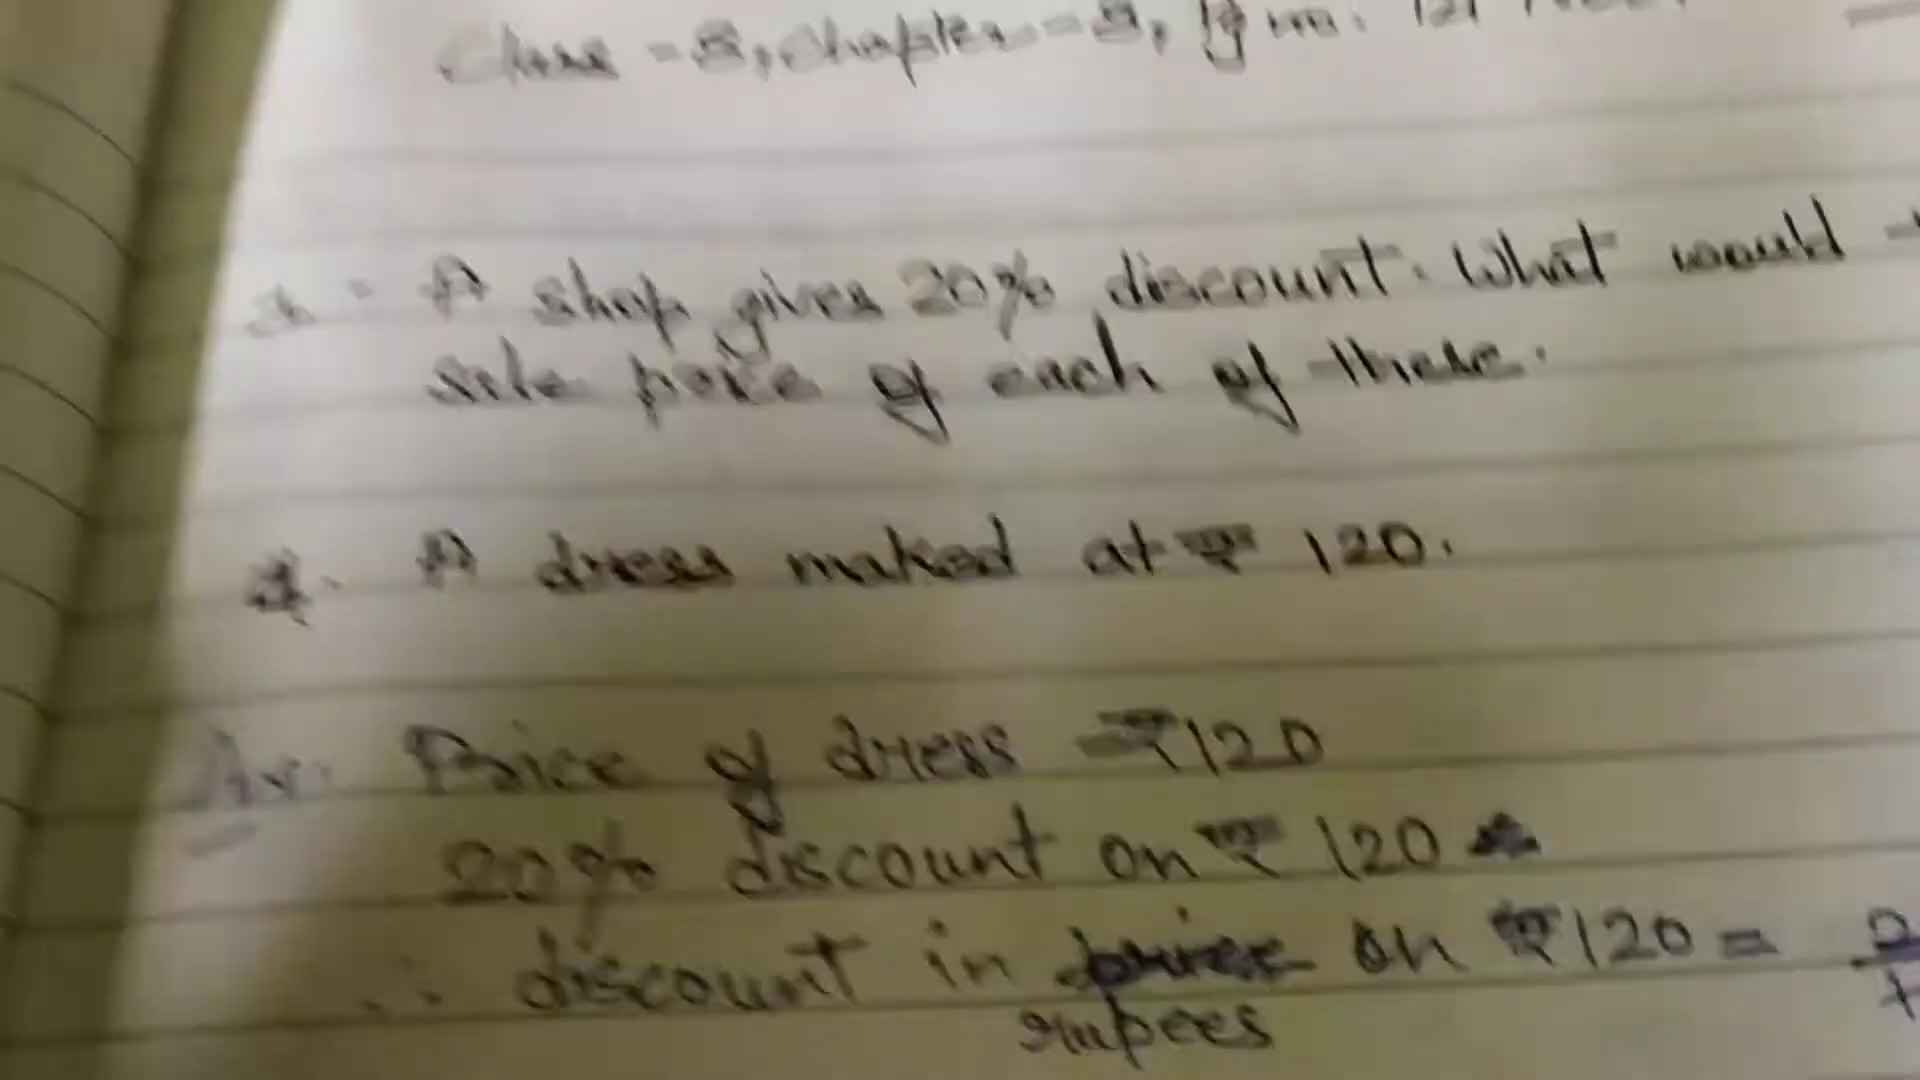 Class - 8, Chapter - 8,
A shop gives 20% discount. What would
sale price of each of these.
A dress maked at ₹ 120.
Price of dress ₹120
20% discount on ₹ 120
∴ discount in on ₹120 =
rupees